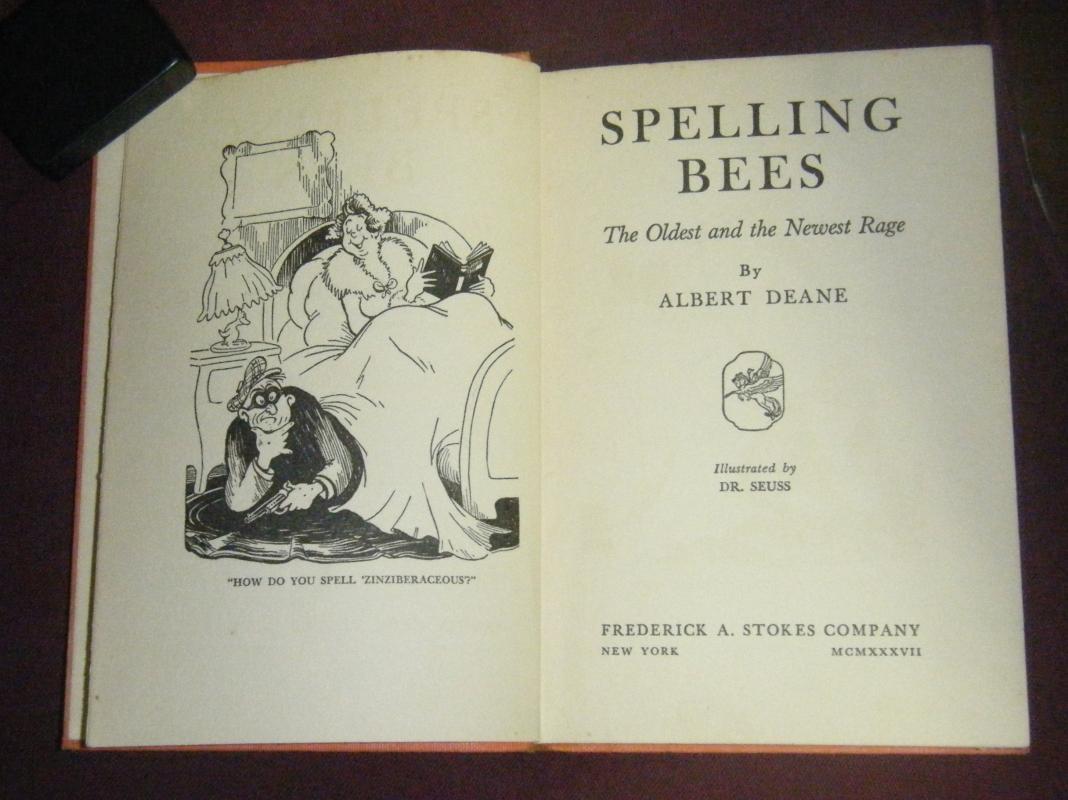 "HOW DO YOU SPELL 'ZINZIBERACEOUS?"
SPELLING
BEES
The Oldest and the Newest Rage
By
ALBERT DEANE
Illustrated by
DR. SEUSS
FREDERICK A. STOKES COMPANY
NEW YORK MCMXXXVII